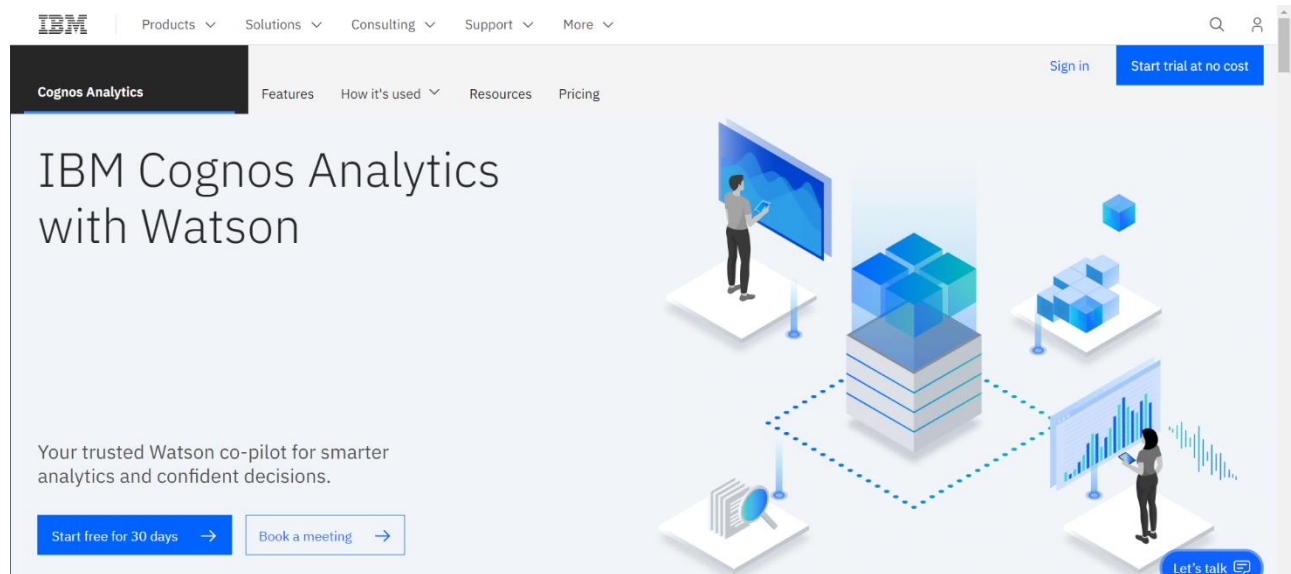 IBM Products Solutions Consulting Support More
Sign in Start trial at no cost
Cognos Analytics Features How it's used Resources Pricing
IBM Cognos Analytics
with Watson
Your trusted Watson co-pilot for smarter
analytics and confident decisions.
Start free for 30 days → Book a meeting →
Let's talk